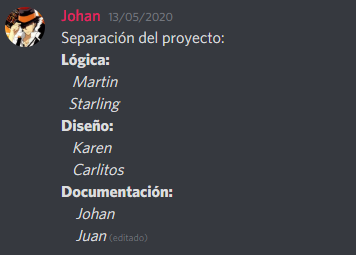 Johan 13/05/2020
Separación del proyecto:
Lógica:
Martin
Starling
Diseño:
Karen
Carlitos
Documentación:
Johan
Juan (editado)